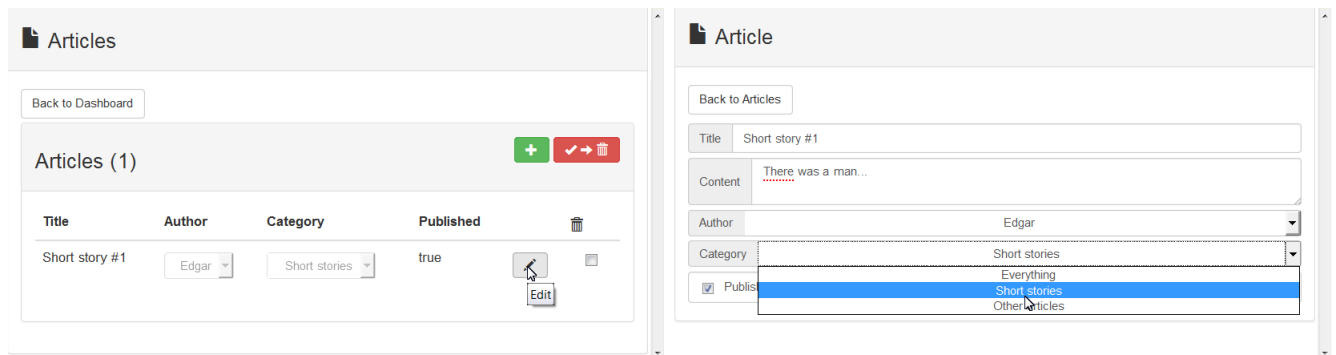 Articles
Back to Dashboard
Articles (1)
Title Author Category Published
Short story #1 Edgar Short stories true
Edit
Article
Back to Articles
Title Short story #1
Content There was a man...
Author Edgar
Category Short stories
Everything
Publisl Short stories
Other articles